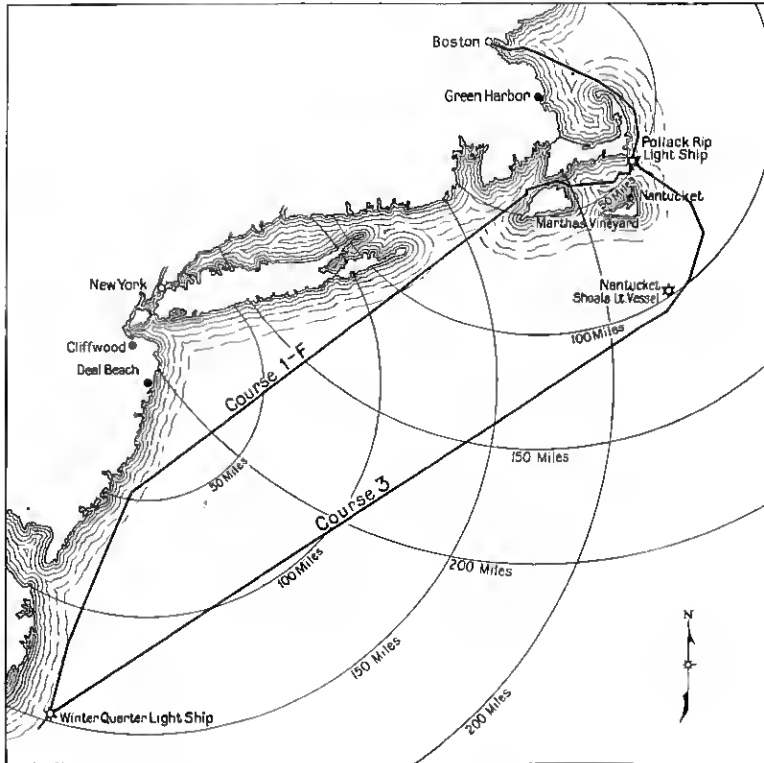 Boston
Green Harbor
Pollack Rip
Light Ship
50 Miles
Nantucket
Marthas Vineyard
New York
Nantucket
Shoals Lt. Vessel
100 Miles
Cliffwood
Deal Beach
Course 1-F
50 Miles
150 Miles
Course 3
100 Miles
200 Miles
N
150 Miles
200 Miles
Winter Quarter Light Ship